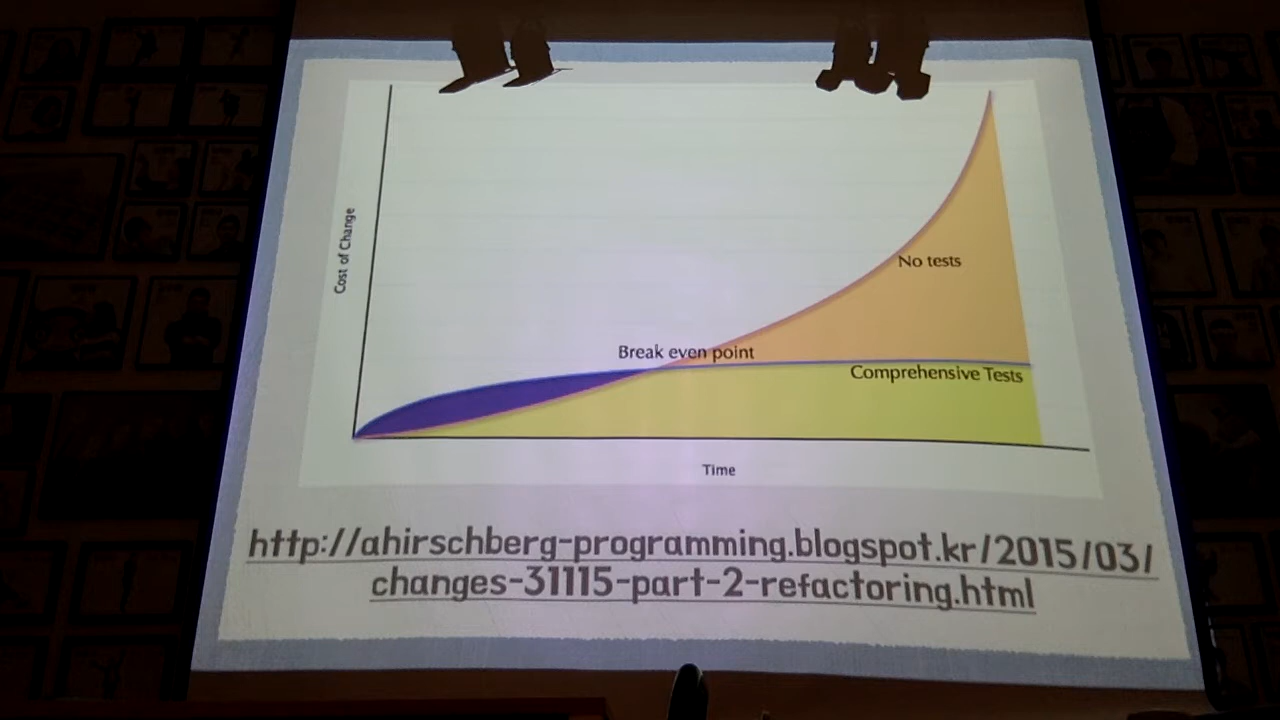 Cost of Change
No tests
Break even point
Comprehensive Tests
Time
http://ahirschberg-programming.blogspot.kr/2015/03/
changes-31115-part-2-refactoring.html